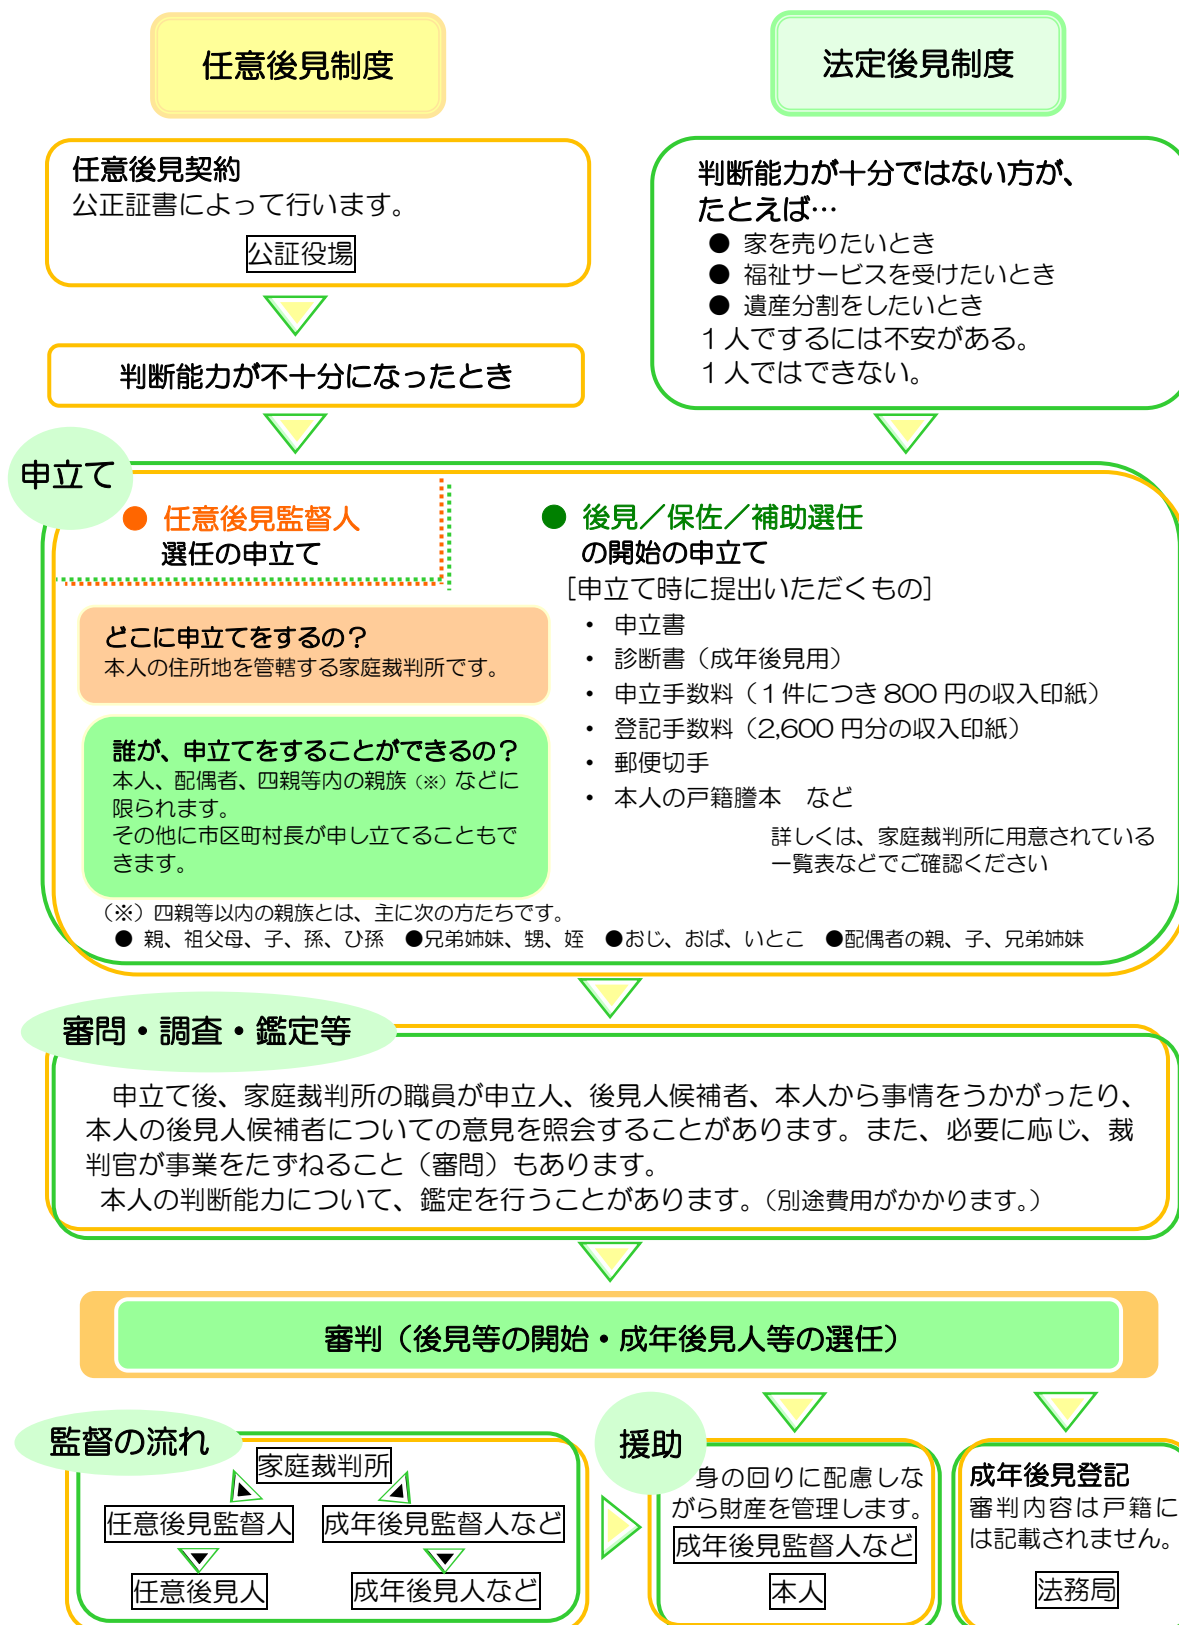 任意後見制度
法定後見制度
任意後見契約
公正証書によって行います。
公証役場
判断能力が不十分になったとき
判断能力が十分ではない方が、
たとえば…
● 家を売りたいとき
● 福祉サービスを受けたいとき
● 遺産分割をしたいとき
1人でするには不安がある。
1人ではできない。
申立て
● 任意後見監督人
選任の申立て
どこに申立てをするの？
本人の住所地を管轄する家庭裁判所です。
誰が、申立てをすることができるの？
本人、配偶者、四親等内の親族（※）などに
限られます。
その他に市区町村長が申し立てることもで
きます。
● 後見／保佐／補助選任
の開始の申立て
［申立て時に提出いただくもの］
・ 申立書
・ 診断書（成年後見用）
・ 申立手数料（1件につき800円の収入印紙）
・ 登記手数料（2,600円分の収入印紙）
・ 郵便切手
・ 本人の戸籍謄本　など
詳しくは、家庭裁判所に用意されている
一覧表などでご確認ください
（※）四親等以内の親族とは、主に次の方たちです。
● 親、祖父母、子、孫、ひ孫　●兄弟姉妹、甥、姪　●おじ、おば、いとこ　●配偶者の親、子、兄弟姉妹
審問・調査・鑑定等
申立て後、家庭裁判所の職員が申立人、後見人候補者、本人から事情をうかがったり、
本人の後見人候補者についての意見を照会することがあります。また、必要に応じ、裁
判官が事業をたずねること（審問）もあります。
本人の判断能力について、鑑定を行うことがあります。（別途費用がかかります。）
審判（後見等の開始・成年後見人等の選任）
監督の流れ
家庭裁判所
任意後見監督人
成年後見監督人など
任意後見人
成年後見人など
援助
身の回りに配慮しな
がら財産を管理します。
成年後見監督人など
本人
成年後見登記
審判内容は戸籍に
は記載されません。
法務局